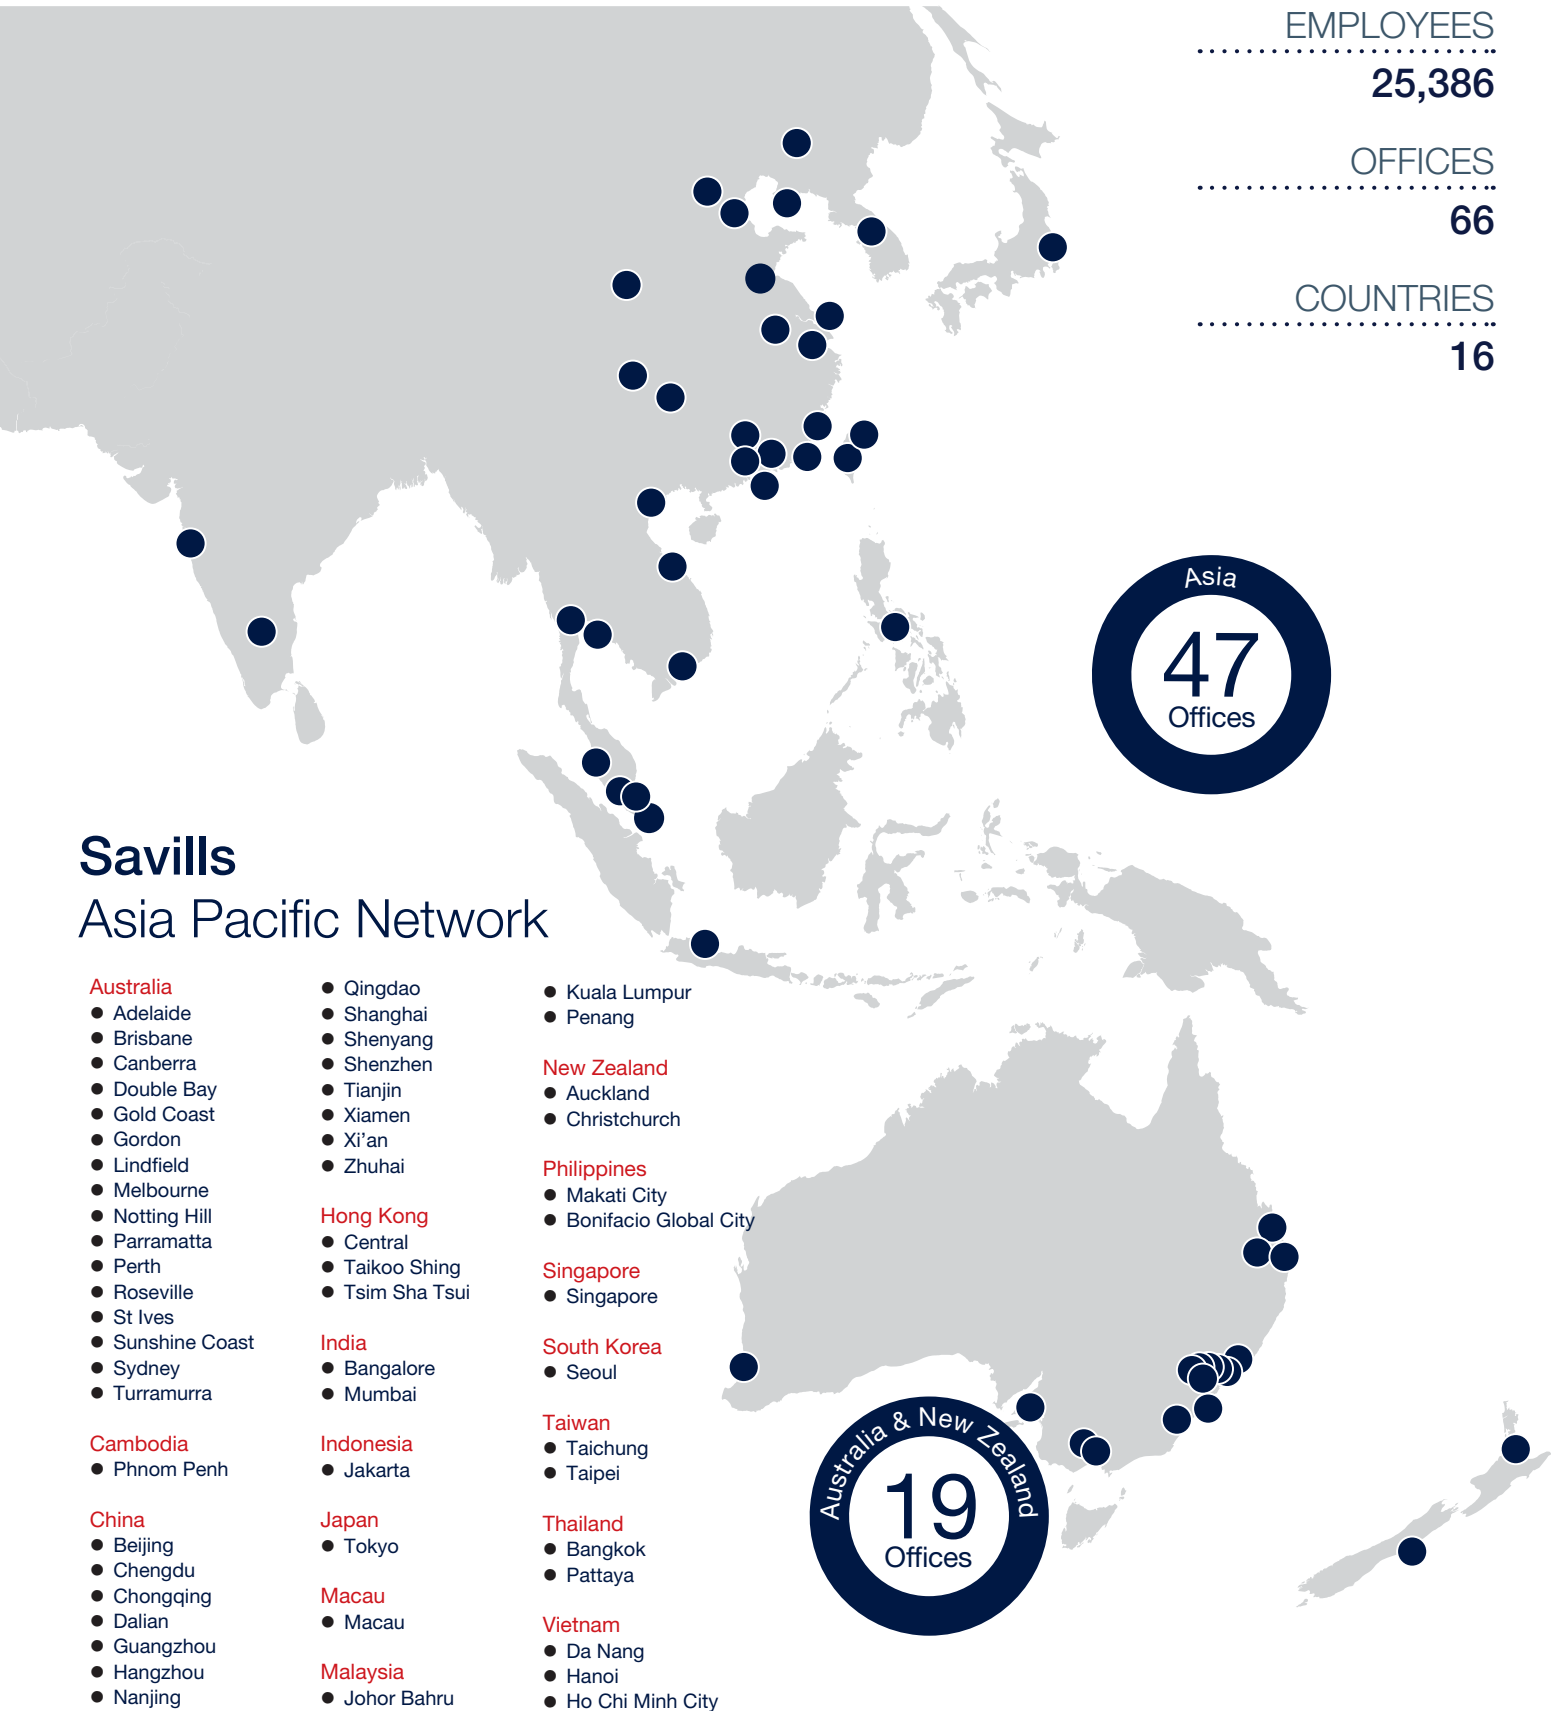 EMPLOYEES
25,386
OFFICES
66
COUNTRIES
16
Asia
47
Offices
Savills
Asia Pacific Network
Australia
Adelaide
Brisbane
Canberra
Double Bay
Gold Coast
Gordon
Lindfield
Melbourne
Notting Hill
Parramatta
Perth
Roseville
St Ives
Sunshine Coast
Sydney
Turramurra
Cambodia
Phnom Penh
China
Beijing
Chengdu
Chongqing
Dalian
Guangzhou
Hangzhou
Nanjing
Qingdao
Shanghai
Shenyang
Shenzhen
Tianjin
Xiamen
Xi’an
Zhuhai
Hong Kong
Central
Taikoo Shing
Tsim Sha Tsui
India
Bangalore
Mumbai
Indonesia
Jakarta
Japan
Tokyo
Macau
Macau
Malaysia
Johor Bahru
Kuala Lumpur
Penang
New Zealand
Auckland
Christchurch
Philippines
Makati City
Bonifacio Global City
Singapore
Singapore
South Korea
Seoul
Taiwan
Taichung
Taipei
Thailand
Bangkok
Pattaya
Vietnam
Da Nang
Hanoi
Ho Chi Minh City
Australia & New Zealand
19
Offices